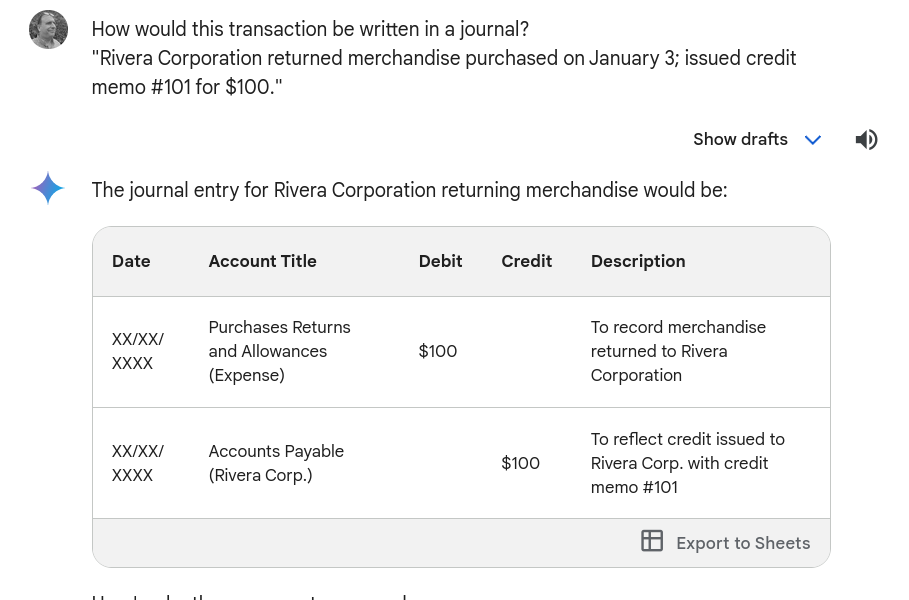 How would this transaction be written in a journal?
"Rivera Corporation returned merchandise purchased on January 3; issued credit
memo #101 for $100."
Show drafts
The journal entry for Rivera Corporation returning merchandise would be:
Date Account Title Debit Credit Description
XX/XX/
XXXX
Purchases Returns
and Allowances
(Expense)
$100
To record merchandise
returned to Rivera
Corporation
XX/XX/
XXXX
Accounts Payable
(Rivera Corp.)
$100
To reflect credit issued to
Rivera Corp. with credit
memo #101
Export to Sheets